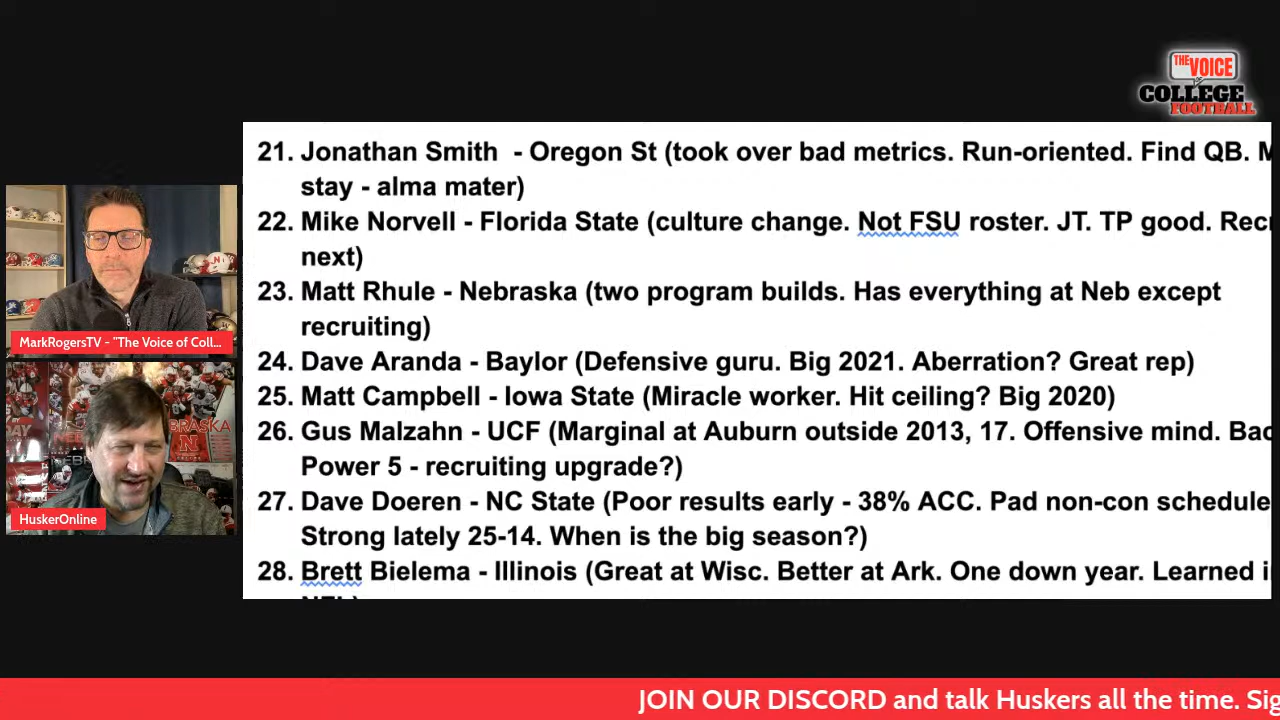 THE VOICE
of
COLLEGE
FOOTBALL
21. Jonathan Smith - Oregon St (took over bad metrics. Run-oriented. Find QB. M
stay - alma mater)
22. Mike Norvell - Florida State (culture change. Not FSU roster. JT. TP good. Recr
next)
23. Matt Rhule - Nebraska (two program builds. Has everything at Neb except
recruiting)
24. Dave Aranda - Baylor (Defensive guru. Big 2021. Aberration? Great rep)
25. Matt Campbell - Iowa State (Miracle worker. Hit ceiling? Big 2020)
26. Gus Malzahn - UCF (Marginal at Auburn outside 2013, 17. Offensive mind. Bac
Power 5 - recruiting upgrade?)
27. Dave Doeren - NC State (Poor results early - 38% ACC. Pad non-con schedule
Strong lately 25-14. When is the big season?)
28. Brett Bielema - Illinois (Great at Wisc. Better at Ark. One down year. Learned i
NFL)
MarkRogersTV - "The Voice of Coll...
N
HuskerOnline
JOIN OUR DISCORD and talk Huskers all the time. Sig